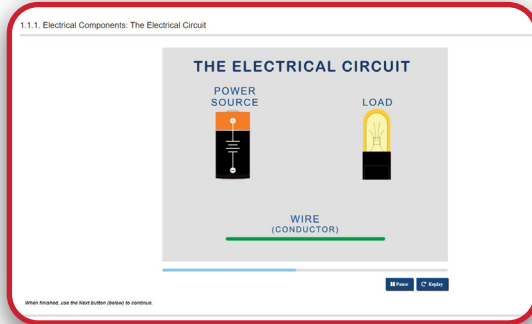 1.1.1. Electrical Components: The Electrical Circuit
THE ELECTRICAL CIRCUIT
POWER
SOURCE
LOAD
WIRE
(CONDUCTOR)
Pause
Replay
When finished, use the Next button (below) to continue.